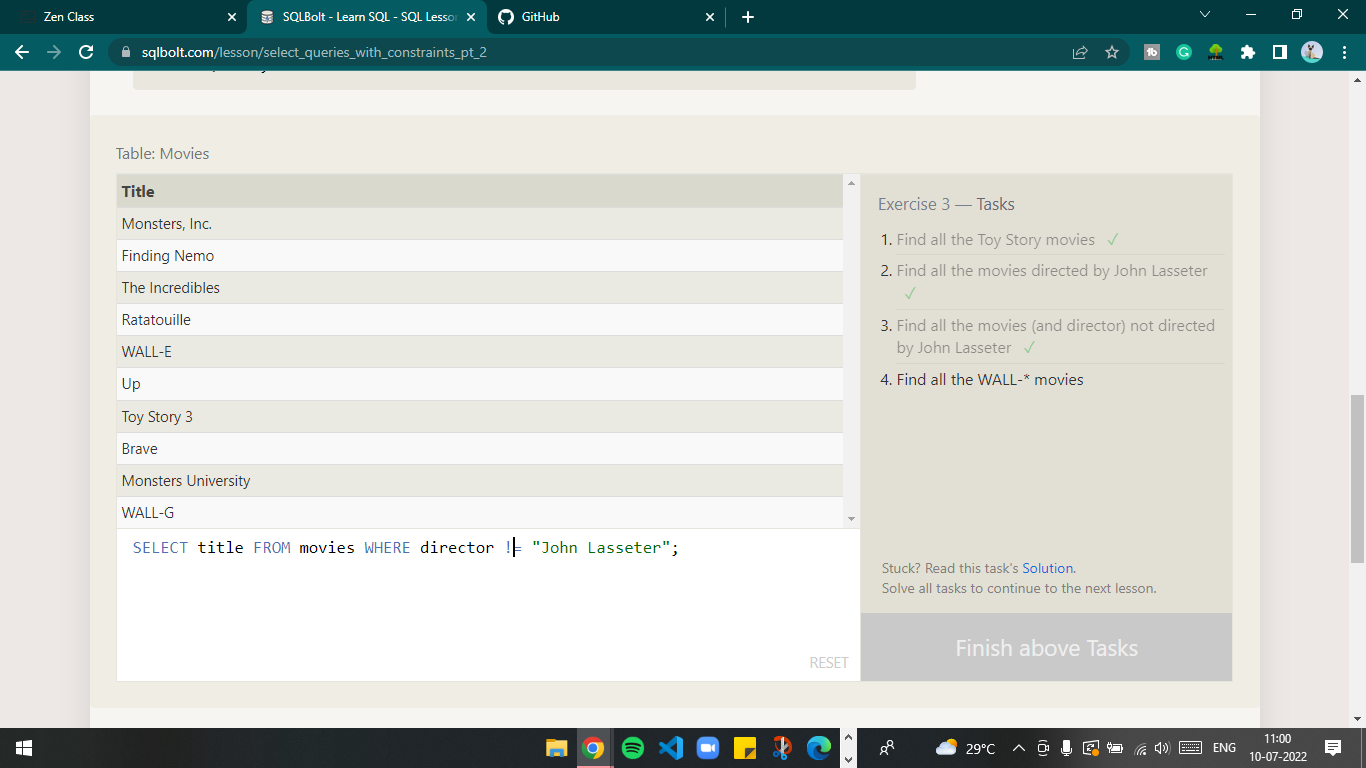 Zen Class
SQLBolt - Learn SQL - SQL Lesson
GitHub
sqlbolt.com/lesson/select_queries_with_constraints_pt_2
Table: Movies
Title
Monsters, Inc.
Finding Nemo
The Incredibles
Ratatouille
WALL-E
Up
Toy Story 3
Brave
Monsters University
WALL-G
SELECT title FROM movies WHERE director != "John Lasseter";
RESET
Exercise 3 — Tasks
1. Find all the Toy Story movies ✓
2. Find all the movies directed by John Lasseter
✓
3. Find all the movies (and director) not directed
by John Lasseter ✓
4. Find all the WALL-* movies
Stuck? Read this task's Solution.
Solve all tasks to continue to the next lesson.
Finish above Tasks
29°C
ENG
11:00
10-07-2022